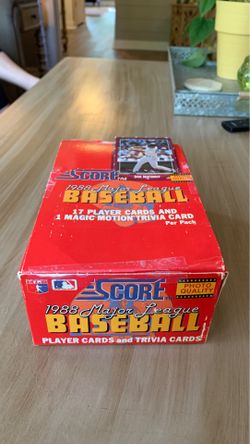 SCORE
1988 Major League
BASEBALL
17 PLAYER CARDS AND
1 MAGIC MOTION TRIVIA CARD
Per Pack
SCORE
1988 Major League
BASEBALL
PHOTO
QUALITY
PLAYER CARDS and TRIVIA CARDS